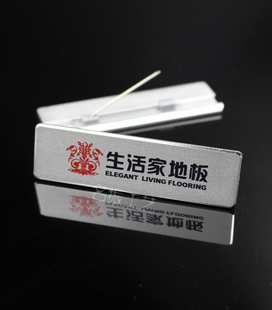 生活家地板
ELEGANT LIVING FLOORING